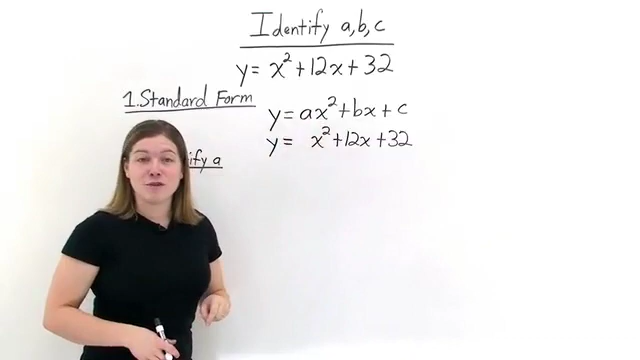 Identify a,b,c
y= x²+12x+32
1.Standard Form
y=ax²+bx+c
y= x²+12x+32
a